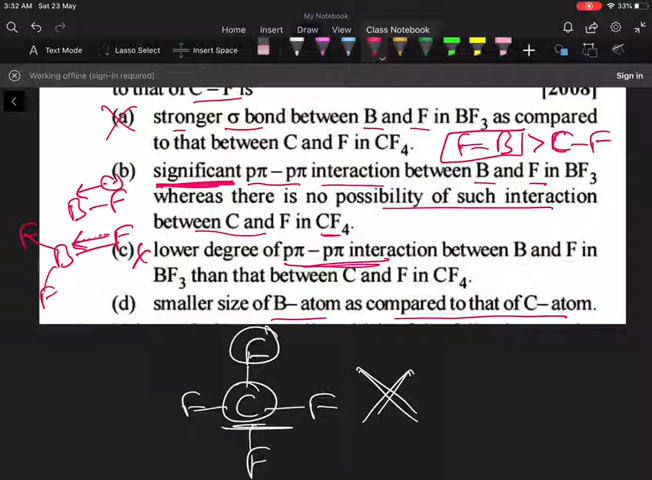 3:32 AM Sat 23 May
33%
My Notebook
Home Insert Draw View Class Notebook
Text Mode Lasso Select Insert Space
Working offline (sign-in required) Sign in
to that of C – F is [2008]
(a) stronger σ bond between B and F in BF₃ as compared
to that between C and F in CF₄.
F=B > C-F
(b) significant pπ – pπ interaction between B and F in BF₃
whereas there is no possibility of such interaction
between C and F in CF₄.
B-F
F B F
F
(c) lower degree of pπ – pπ interaction between B and F in
BF₃ than that between C and F in CF₄.
(d) smaller size of B– atom as compared to that of C– atom.
F
F-C-F
F